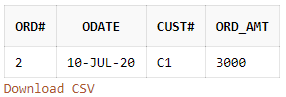 ORD# ODATE CUST# ORD_AMT
2 10-JUL-20 C1 3000
Download CSV